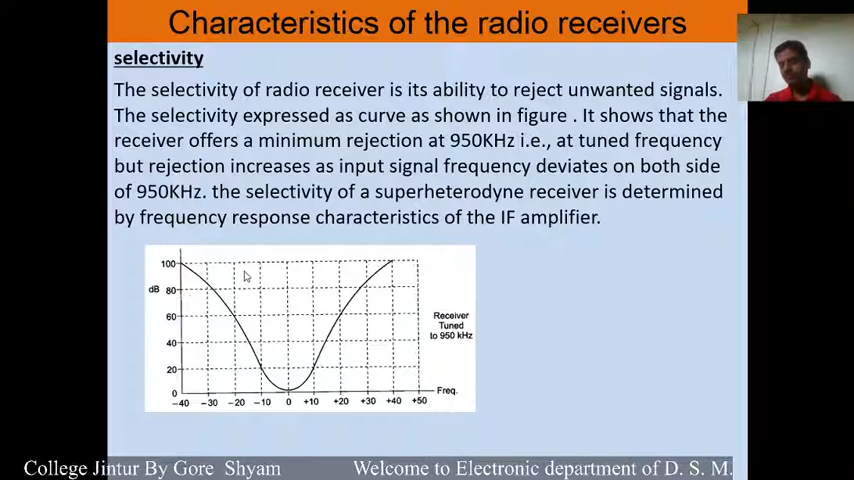 Characteristics of the radio receivers
selectivity
The selectivity of radio receiver is its ability to reject unwanted signals.
The selectivity expressed as curve as shown in figure . It shows that the
receiver offers a minimum rejection at 950KHz i.e., at tuned frequency
but rejection increases as input signal frequency deviates on both side
of 950KHz. the selectivity of a superheterodyne receiver is determined
by frequency response characteristics of the IF amplifier.
100
dB 80
60
40
20
0
Receiver
Tuned
to 950 kHz
Freq.
−40 −30 −20 −10 0 +10 +20 +30 +40 +50
College Jintur By Gore Shyam Welcome to Electronic department of D. S. M.